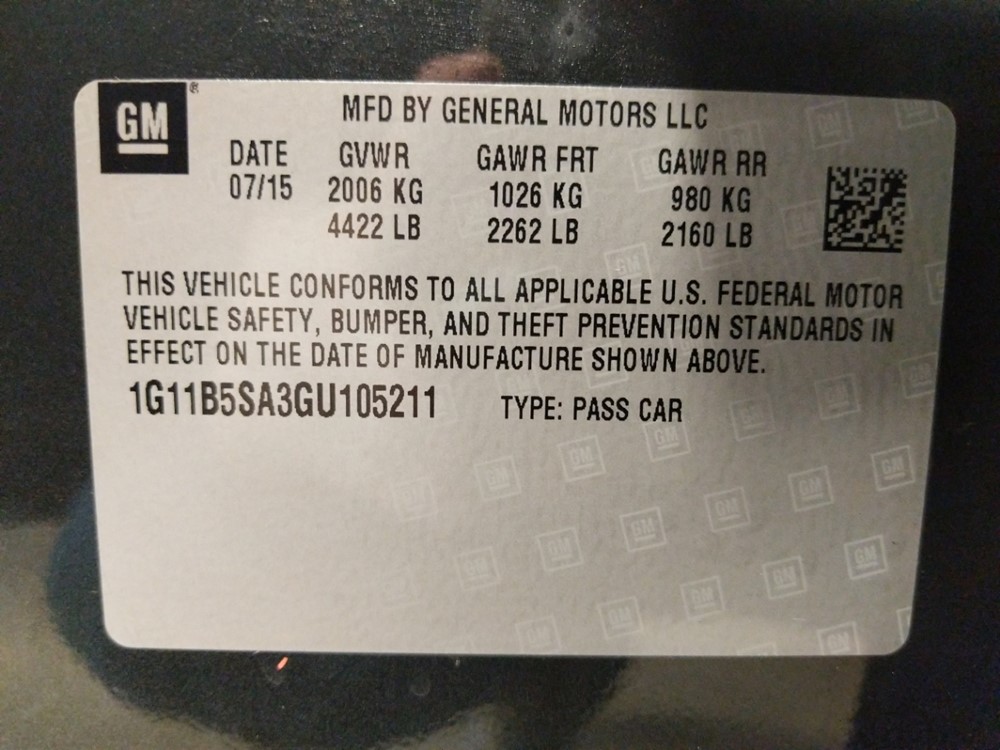 GM
MFD BY GENERAL MOTORS LLC
DATE GVWR GAWR FRT GAWR RR
07/15 2006 KG 1026 KG 980 KG
4422 LB 2262 LB 2160 LB
THIS VEHICLE CONFORMS TO ALL APPLICABLE U.S. FEDERAL MOTOR
VEHICLE SAFETY, BUMPER, AND THEFT PREVENTION STANDARDS IN
EFFECT ON THE DATE OF MANUFACTURE SHOWN ABOVE.
1G11B5SA3GU105211 TYPE: PASS CAR